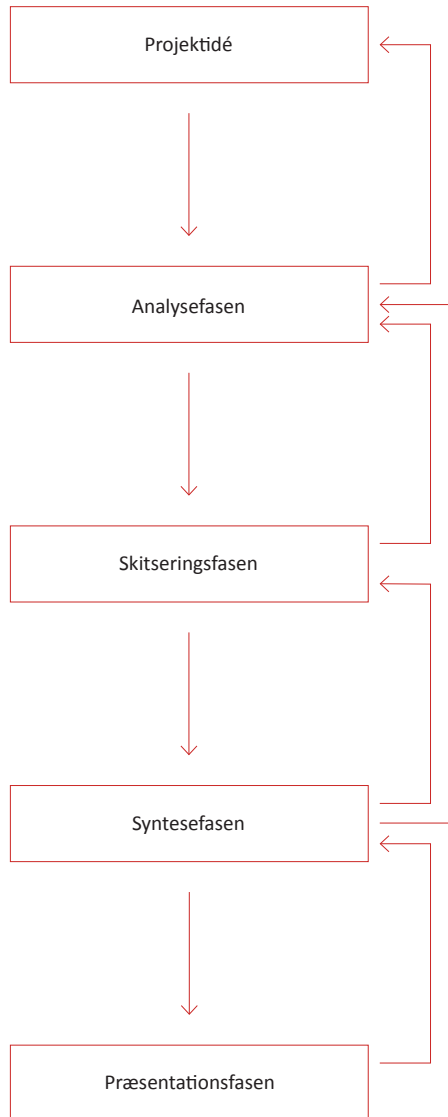 Projektidé
Analysefasen
Skitseringsfasen
Syntesefasen
Præsentationsfasen